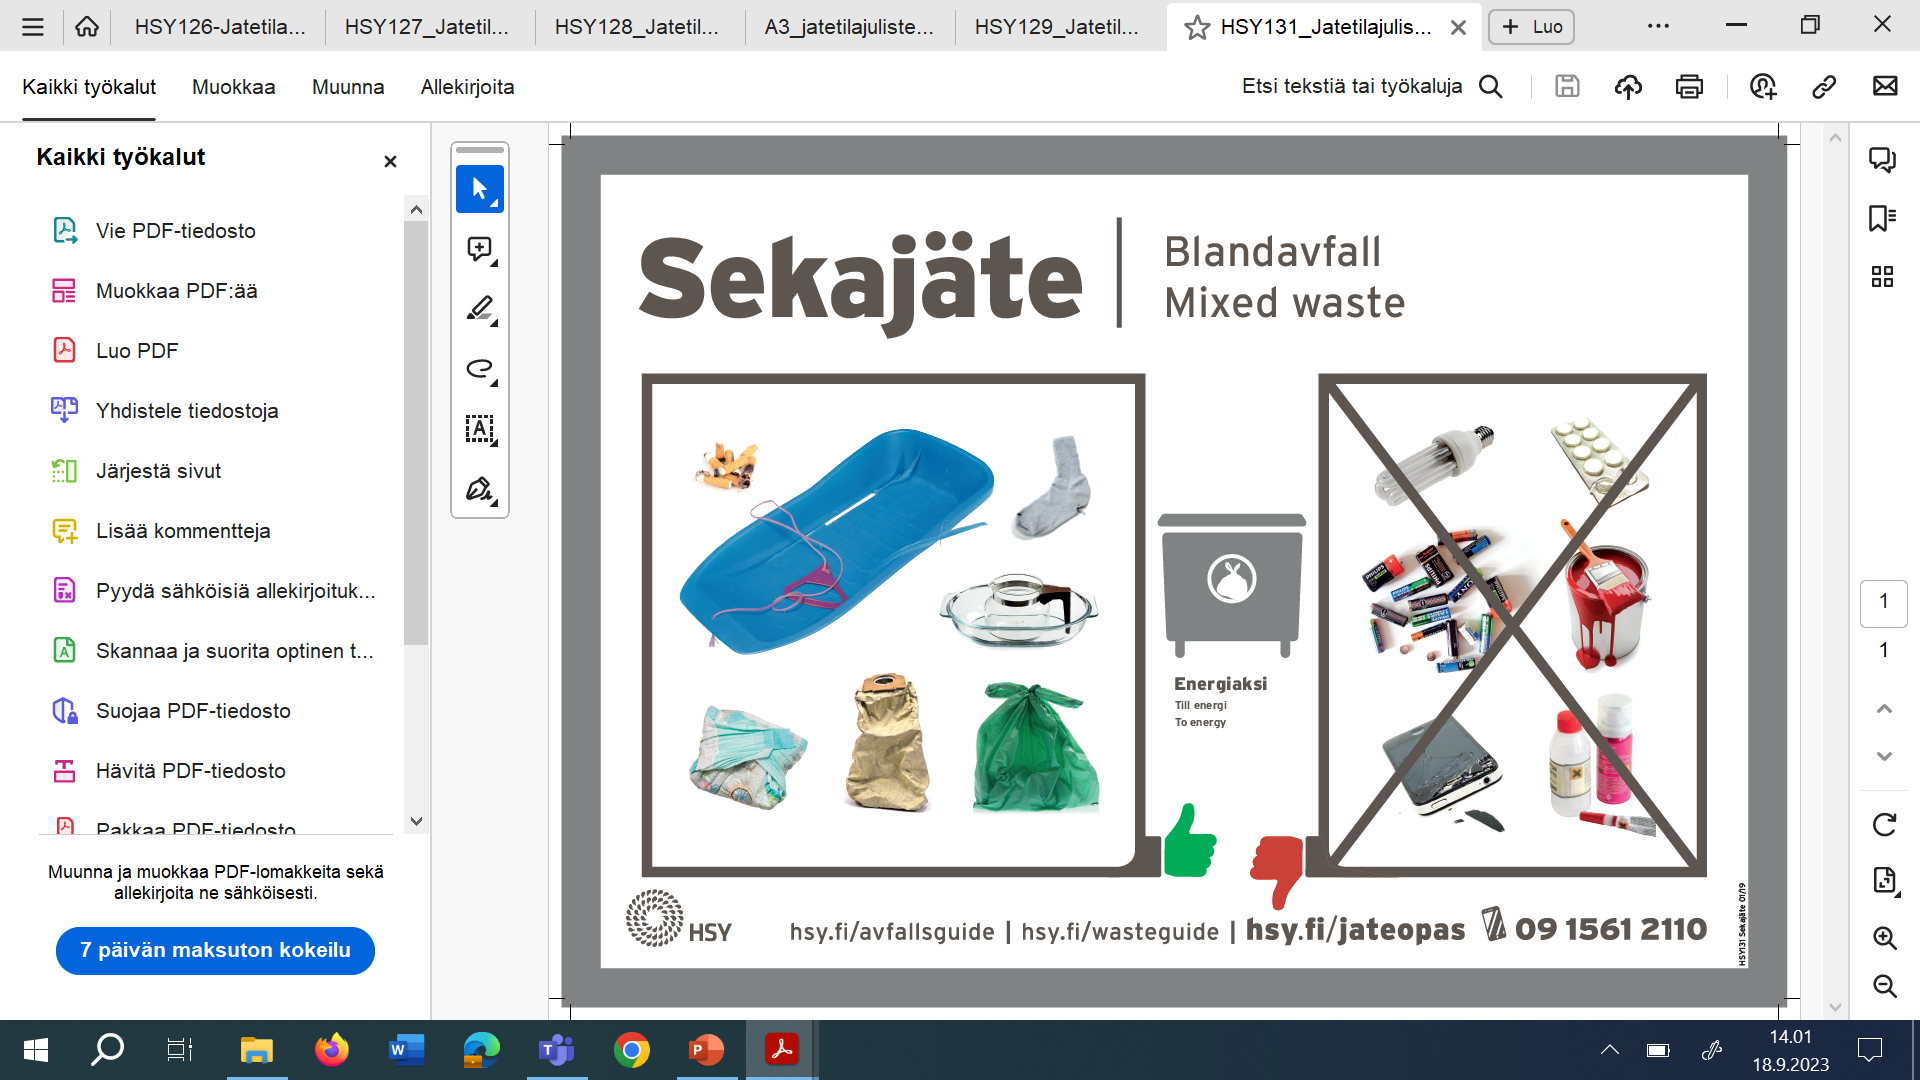 HSY126-Jatetila...
HSY127_Jatetil...
HSY128_Jatetil...
A3_jatetilajuliste...
HSY129_Jatetil...
HSY131_Jatetilajulis...
Luo
Kaikki työkalut
Muokkaa
Muunna
Allekirjoita
Etsi tekstiä tai työkaluja
Kaikki työkalut
Vie PDF-tiedosto
Muokkaa PDF:ää
Luo PDF
Yhdistele tiedostoja
Järjestä sivut
Lisää kommentteja
Pyydä sähköisiä allekirjoituk...
Skannaa ja suorita optinen t...
Suojaa PDF-tiedosto
Hävitä PDF-tiedosto
Pakkaa PDF-tiedosto
Muunna ja muokkaa PDF-lomakkeita sekä
allekirjoita ne sähköisesti.
7 päivän maksuton kokeilu
Sekajäte
Blandavfall
Mixed waste
Energiaksi
Till energi
To energy
HSY
hsy.fi/avfallsguide | hsy.fi/wasteguide | hsy.fi/jateopas 09 1561 2110
HSY131 Sekajäte 01/19
1
1
14.01
18.9.2023